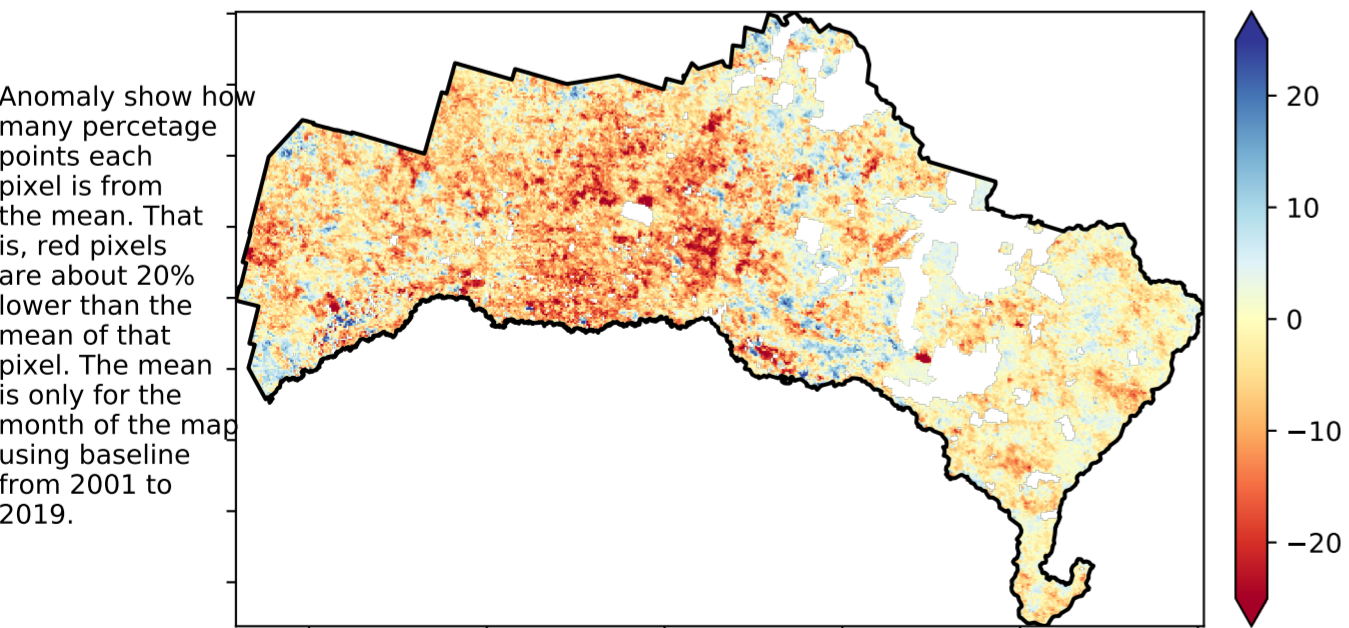 Anomaly show how
many percetage
points each
pixel is from
the mean. That
is, red pixels
are about 20%
lower than the
mean of that
pixel. The mean
is only for the
month of the map
using baseline
from 2001 to
2019.
20
10
0
−10
−20